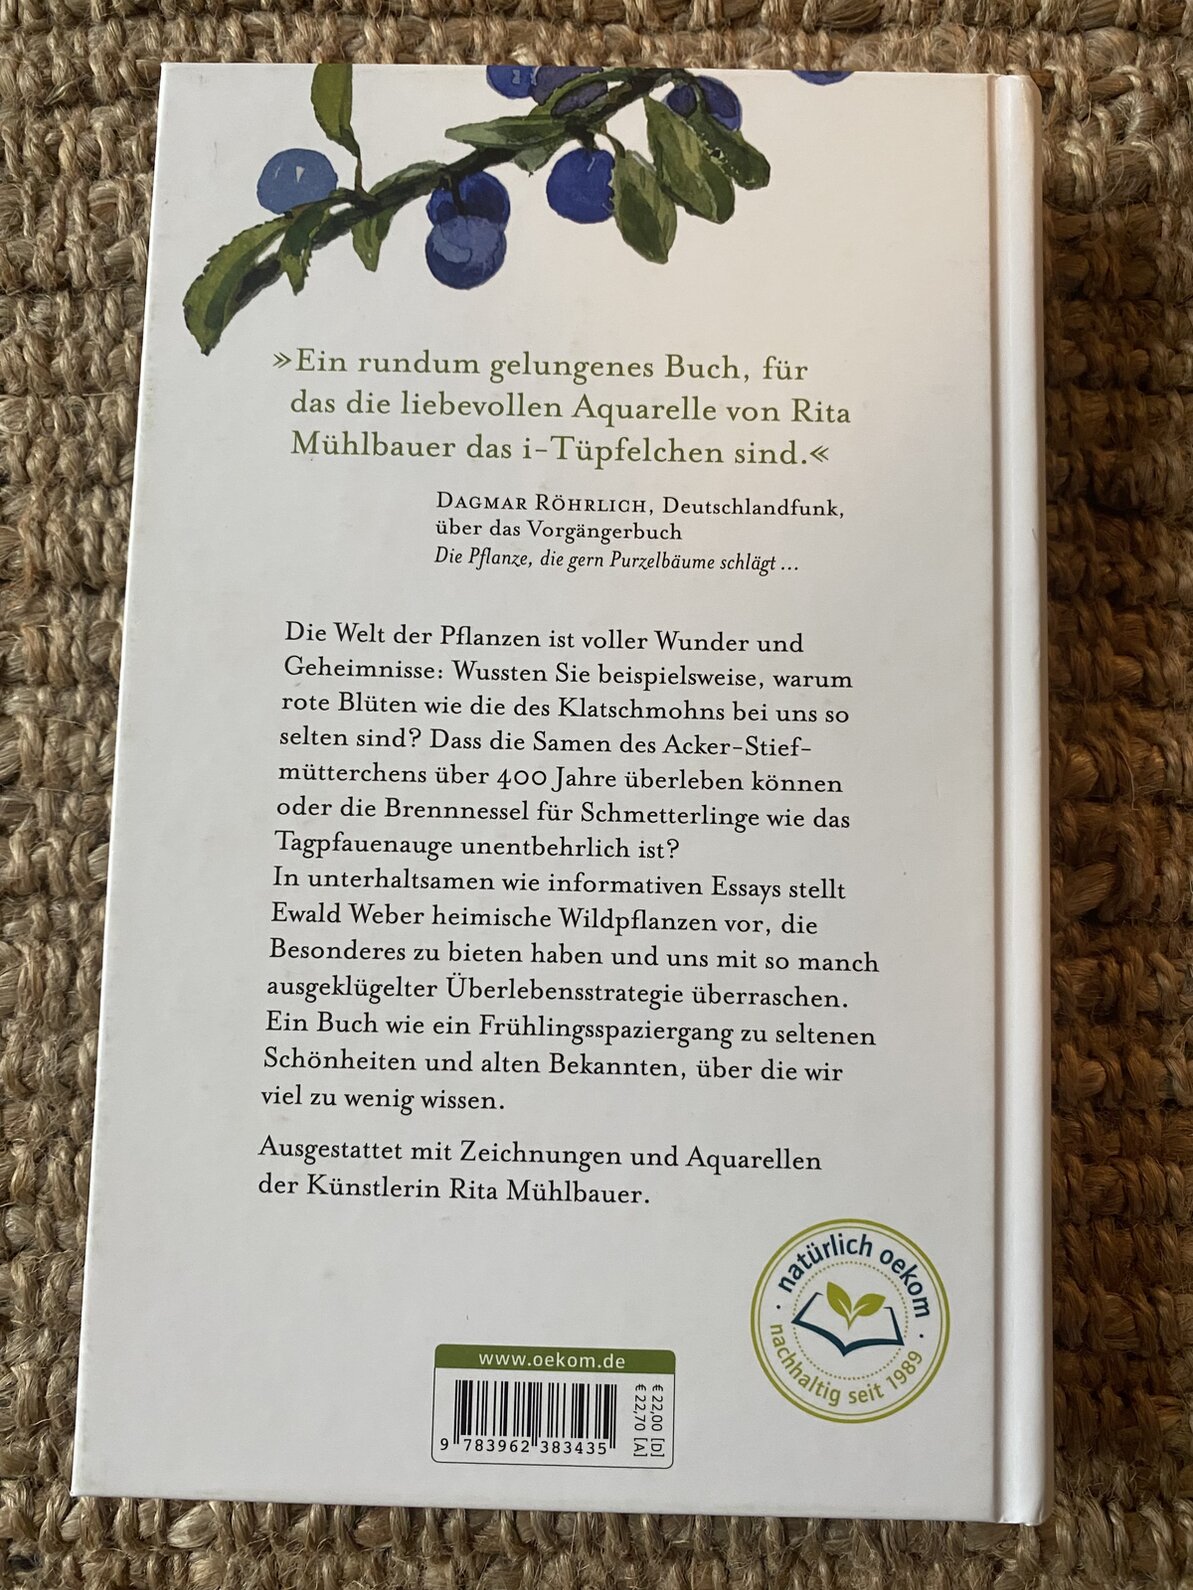 »Ein rundum gelungenes Buch, für
das die liebevollen Aquarelle von Rita
Mühlbauer das i-Tüpfelchen sind.«
Dagmar Röhrlich, Deutschlandfunk,
über das Vorgängerbuch
Die Pflanze, die gern Purzelbäume schlägt ...
Die Welt der Pflanzen ist voller Wunder und
Geheimnisse: Wussten Sie beispielsweise, warum
rote Blüten wie die des Klatschmohns bei uns so
selten sind? Dass die Samen des Acker-Stief-
mütterchens über 400 Jahre überleben können
oder die Brennnessel für Schmetterlinge wie das
Tagpfauenauge unentbehrlich ist?
In unterhaltsamen wie informativen Essays stellt
Ewald Weber heimische Wildpflanzen vor, die
Besonderes zu bieten haben und uns mit so manch
ausgeklügelter Überlebensstrategie überraschen.
Ein Buch wie ein Frühlingsspaziergang zu seltenen
Schönheiten und alten Bekannten, über die wir
viel zu wenig wissen.
Ausgestattet mit Zeichnungen und Aquarellen
der Künstlerin Rita Mühlbauer.
· natürlich oekom ·
nachhaltig seit 1989
www.oekom.de
€ 22,00 [D]
€ 22,70 [A]
9 783962 383435